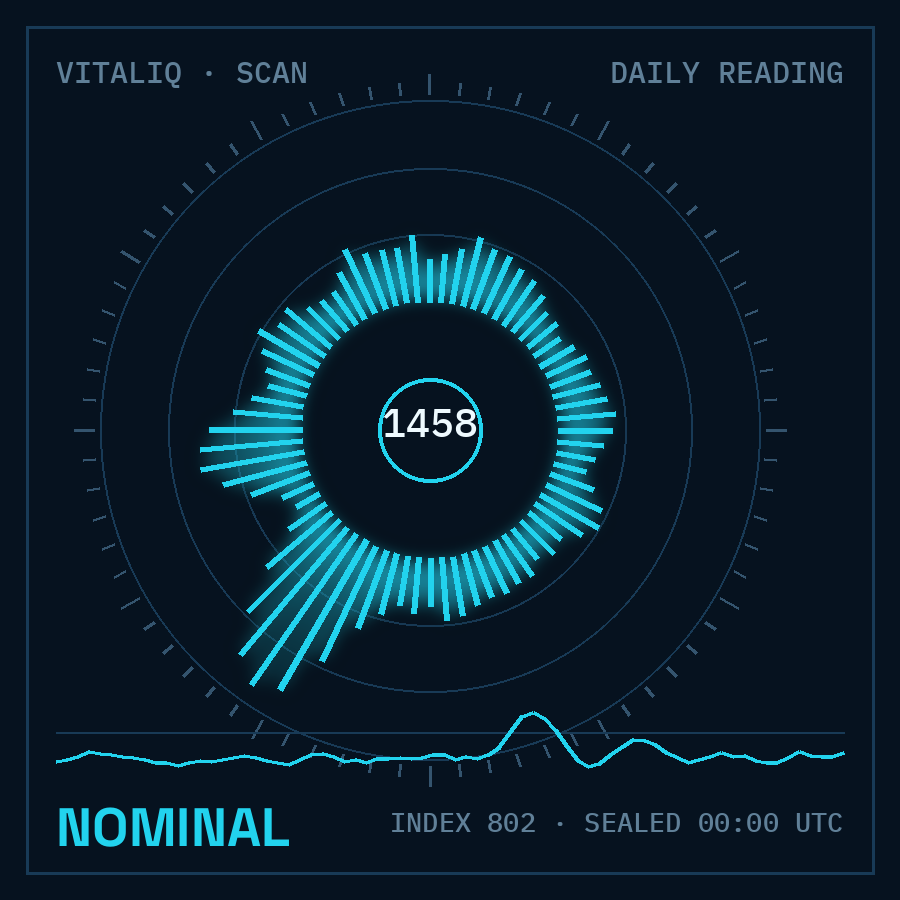 VITALIQ · SCAN
DAILY READING
1458
NOMINAL
INDEX 802 · SEALED 00:00 UTC